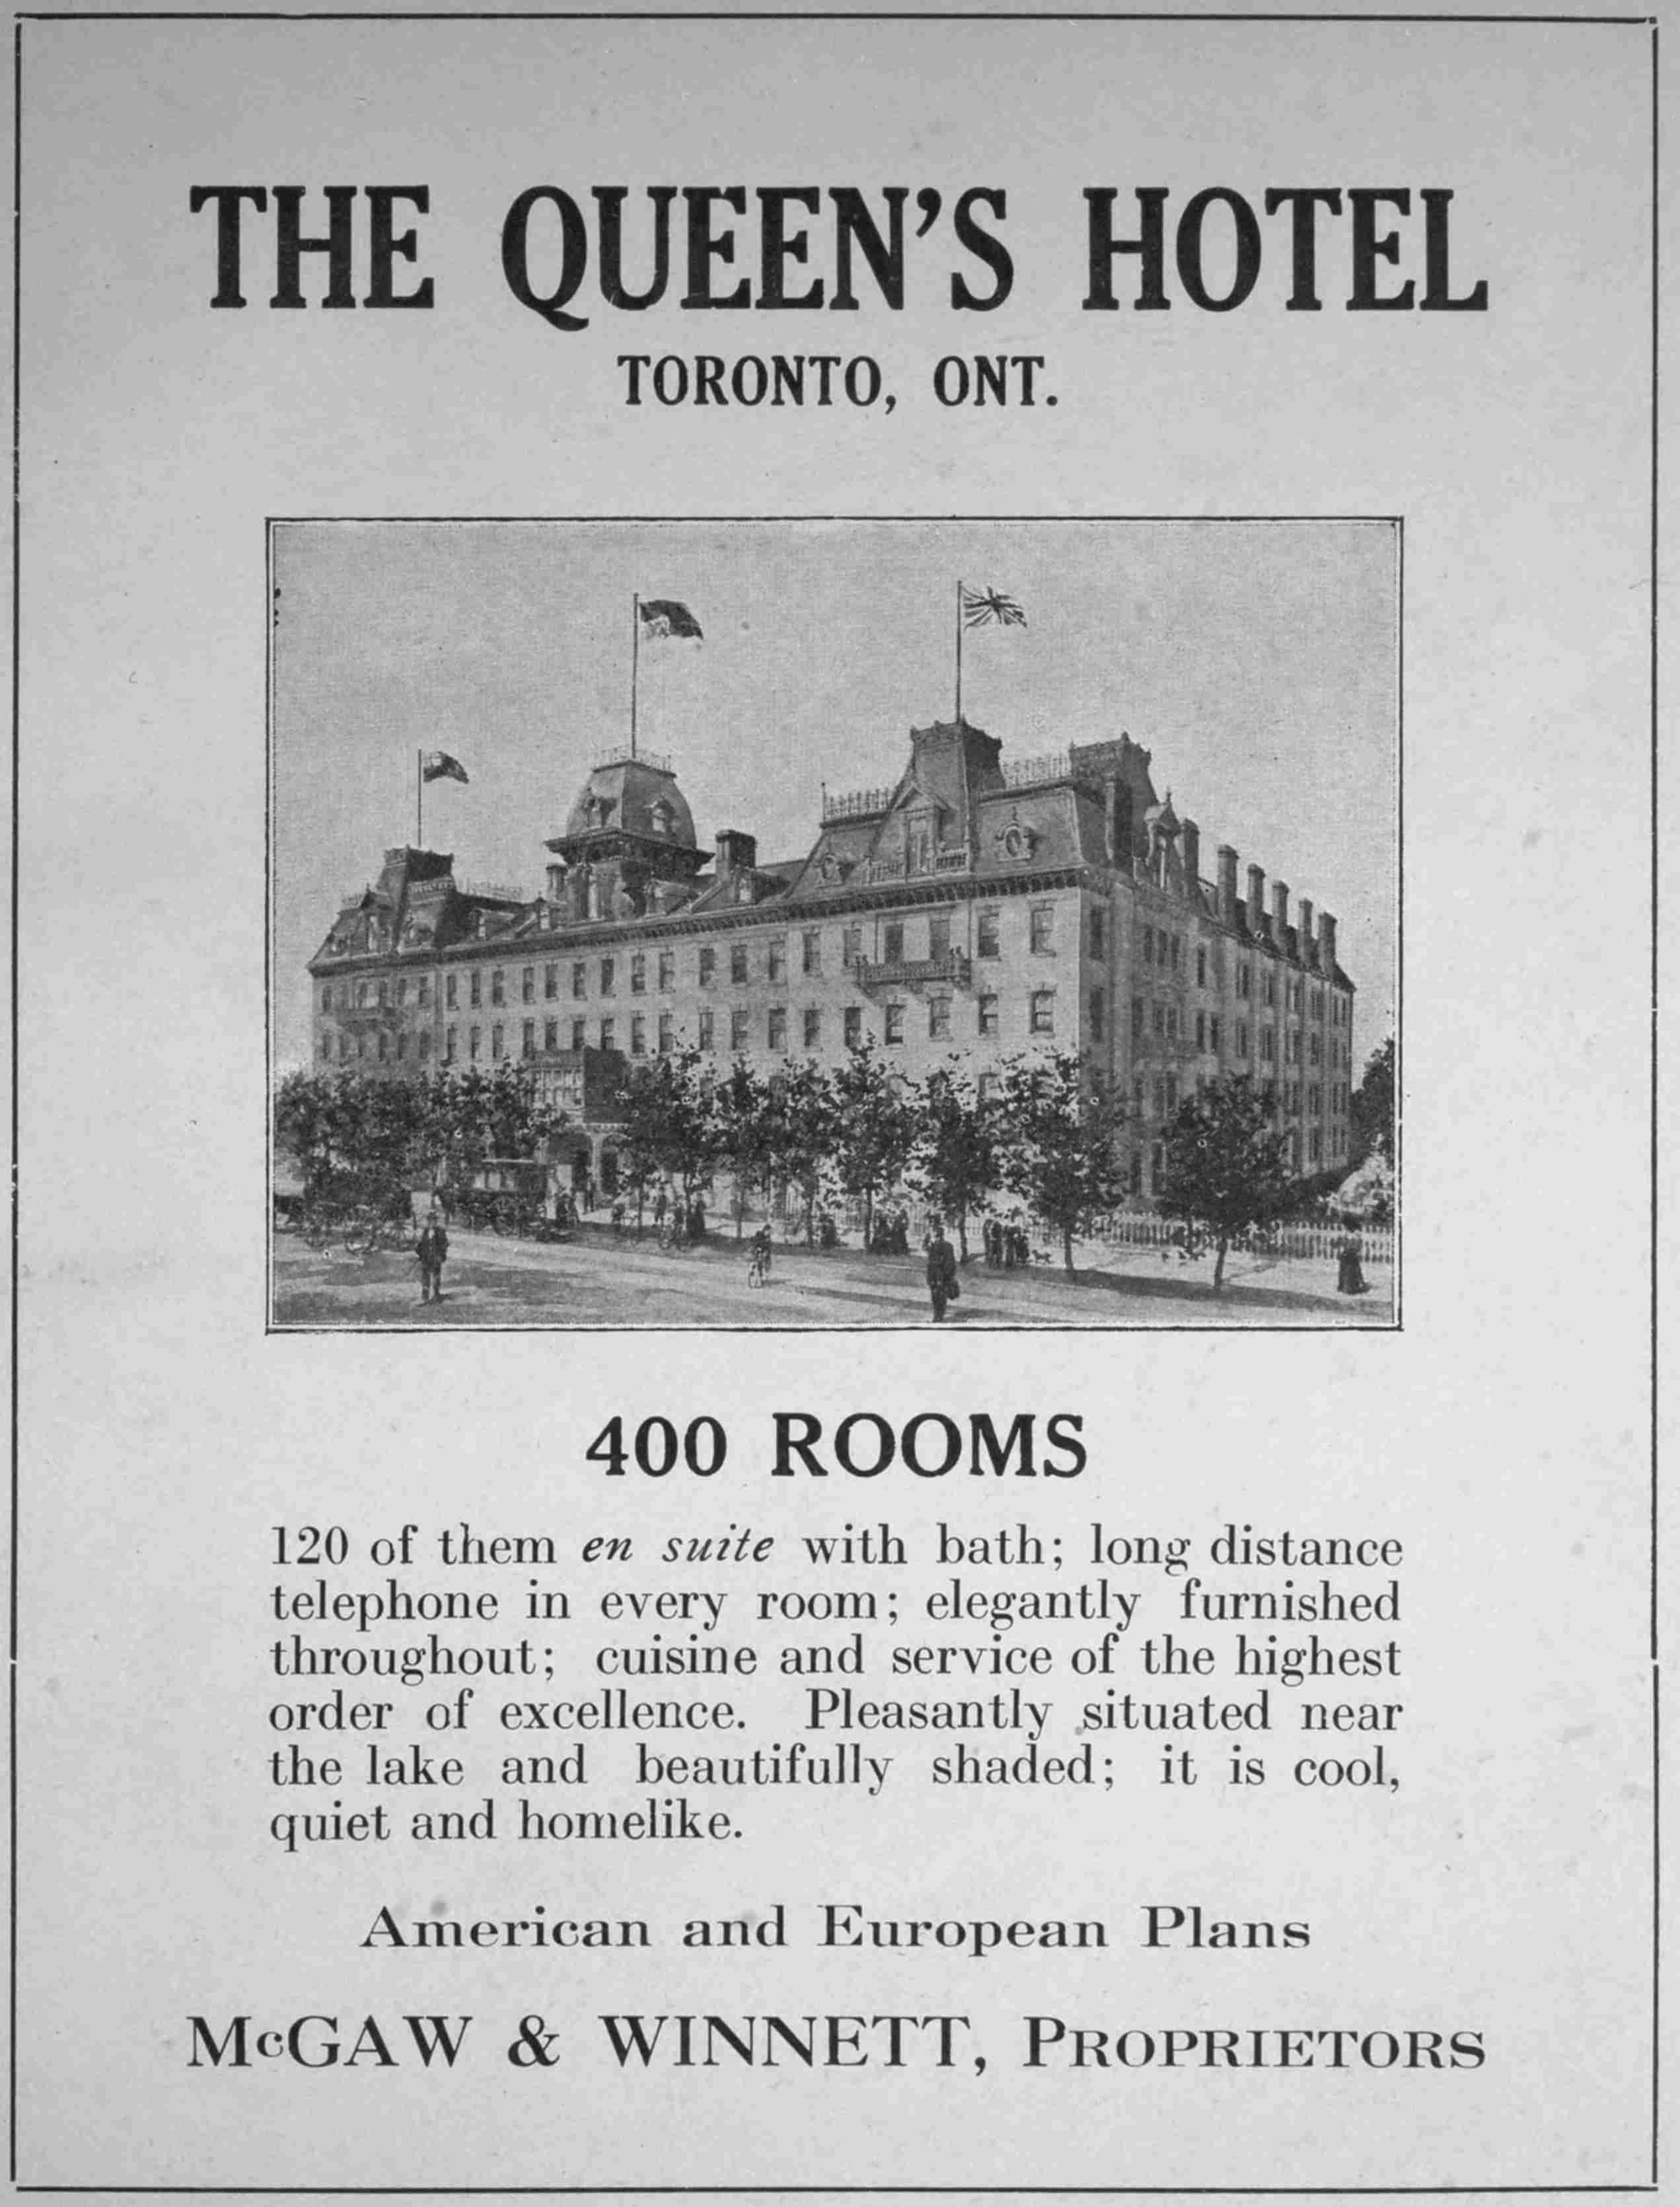 THE QUEEN'S HOTEL
TORONTO, ONT.
400 ROOMS
120 of them en suite with bath; long distance
telephone in every room; elegantly furnished
throughout; cuisine and service of the highest
order of excellence. Pleasantly situated near
the lake and beautifully shaded; it is cool,
quiet and homelike.
American and European Plans
McGAW & WINNETT, PROPRIETORS